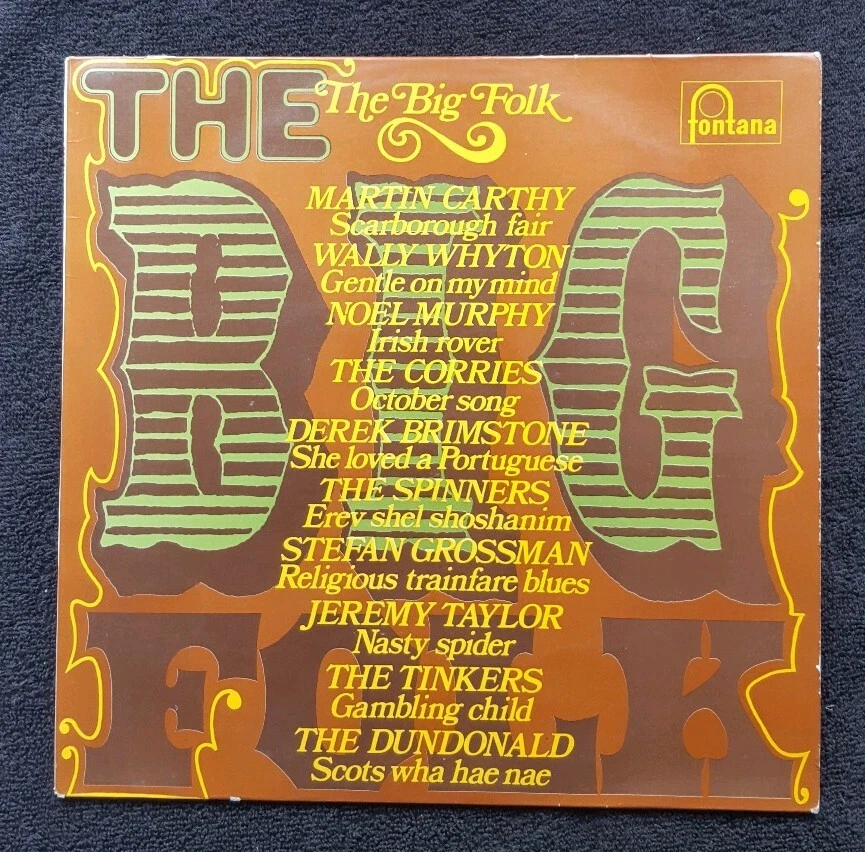 THE
The Big Folk
fontana
BIG
FOLK
MARTIN CARTHY
Scarborough fair
WALLY WHYTON
Gentle on my mind
NOEL MURPHY
Irish rover
THE CORRIES
October song
DEREK BRIMSTONE
She loved a Portuguese
THE SPINNERS
Erev shel shoshanim
STEFAN GROSSMAN
Religious trainfare blues
JEREMY TAYLOR
Nasty spider
THE TINKERS
Gambling child
THE DUNDONALD
Scots wha hae nae